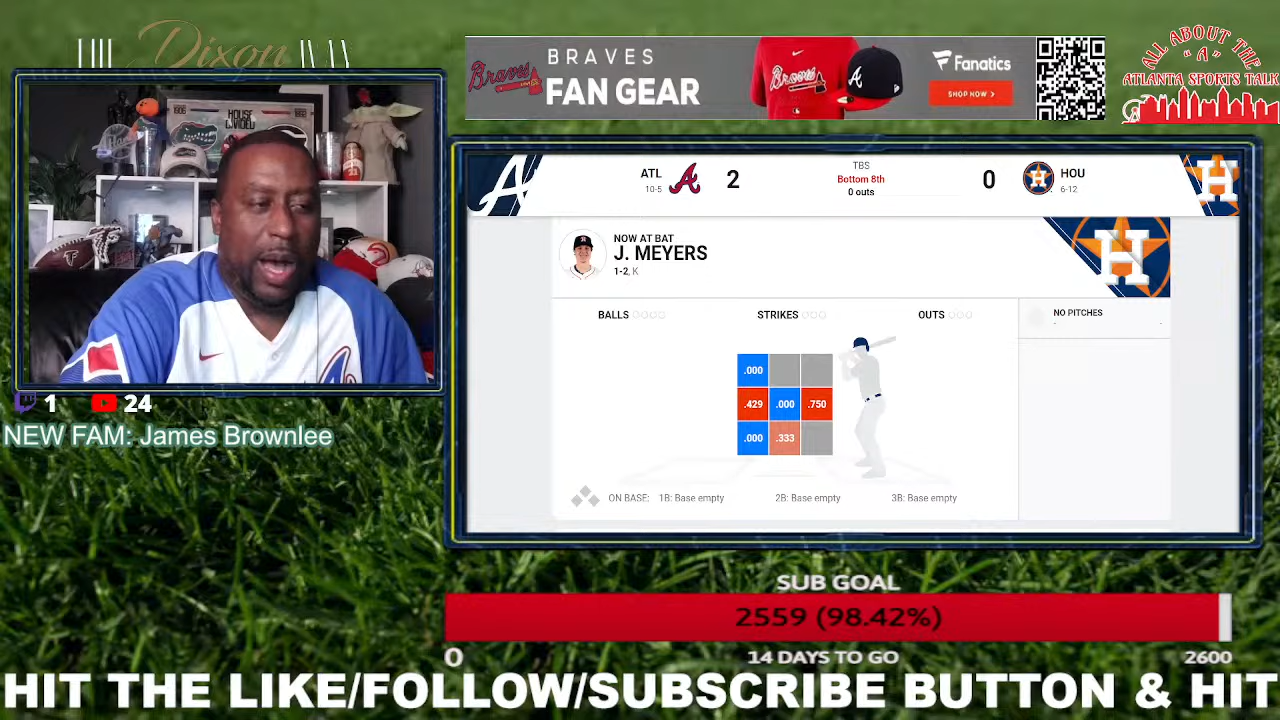 Dixon
BRAVES
FAN GEAR
Braves
Braves
Fanatics
SHOP NOW >
ALL ABOUT THE
"A"
ATLANTA SPORTS TALK
HOUSE
DIVIDED
ATL
10-5
2
TBS
Bottom 8th
0 outs
0
HOU
6-12
NOW AT BAT
J. MEYERS
1-2, K
BALLS
STRIKES
OUTS
NO PITCHES
-
-
.000
.429
.000
.750
.000
.333
ON BASE:
1B: Base empty
2B: Base empty
3B: Base empty
1
24
NEW FAM: James Brownlee
SUB GOAL
2559 (98.42%)
0
14 DAYS TO GO
2600
HIT THE LIKE/FOLLOW/SUBSCRIBE BUTTON & HIT